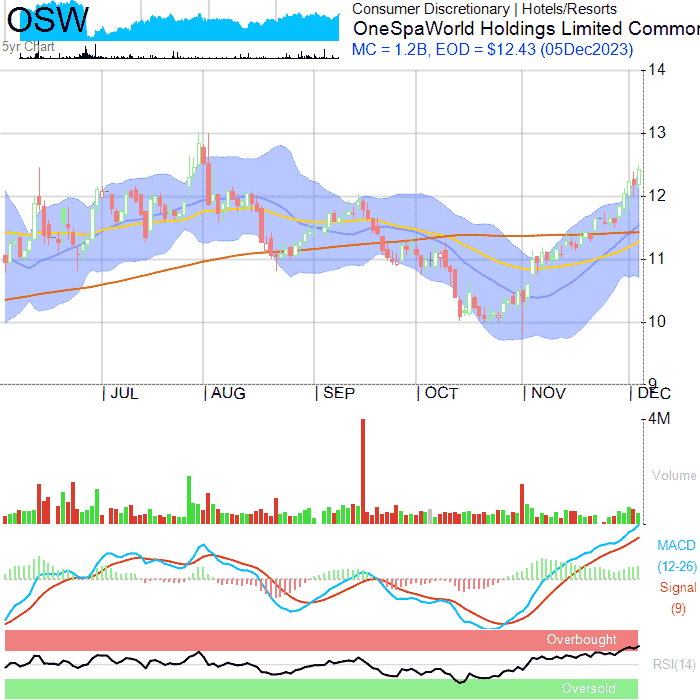 OSW
5yr Chart
Consumer Discretionary | Hotels/Resorts
OneSpaWorld Holdings Limited Common
MC = 1.2B, EOD = $12.43 (05Dec2023)
14
13
12
11
10
9
JUL
AUG
SEP
OCT
NOV
DEC
4M
Volume
MACD
(12-26)
Signal
(9)
Overbought
RSI(14)
Oversold